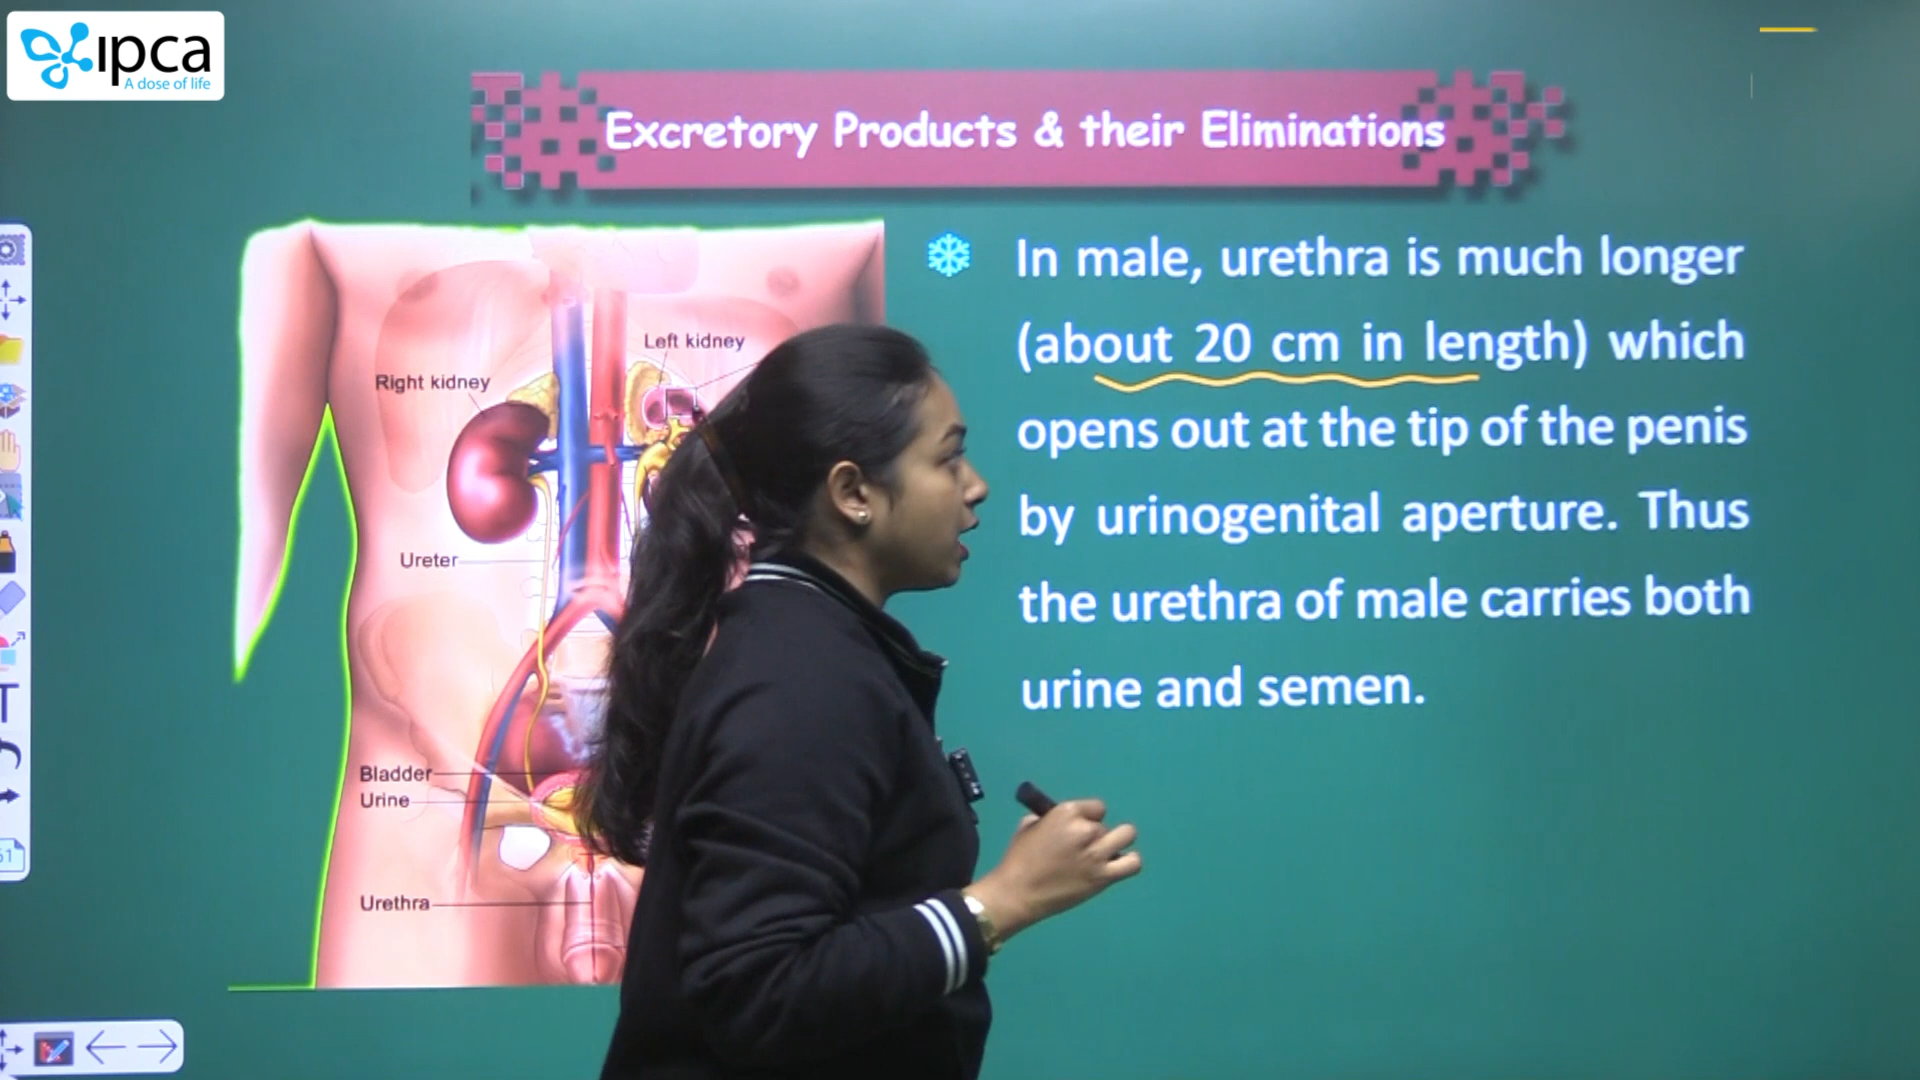 ipca
A dose of life
Excretory Products & their Eliminations
In male, urethra is much longer
(about 20 cm in length) which
opens out at the tip of the penis
by urinogenital aperture. Thus
the urethra of male carries both
urine and semen.
Left kidney
Right kidney
Ureter
Bladder
Urine
Urethra
T